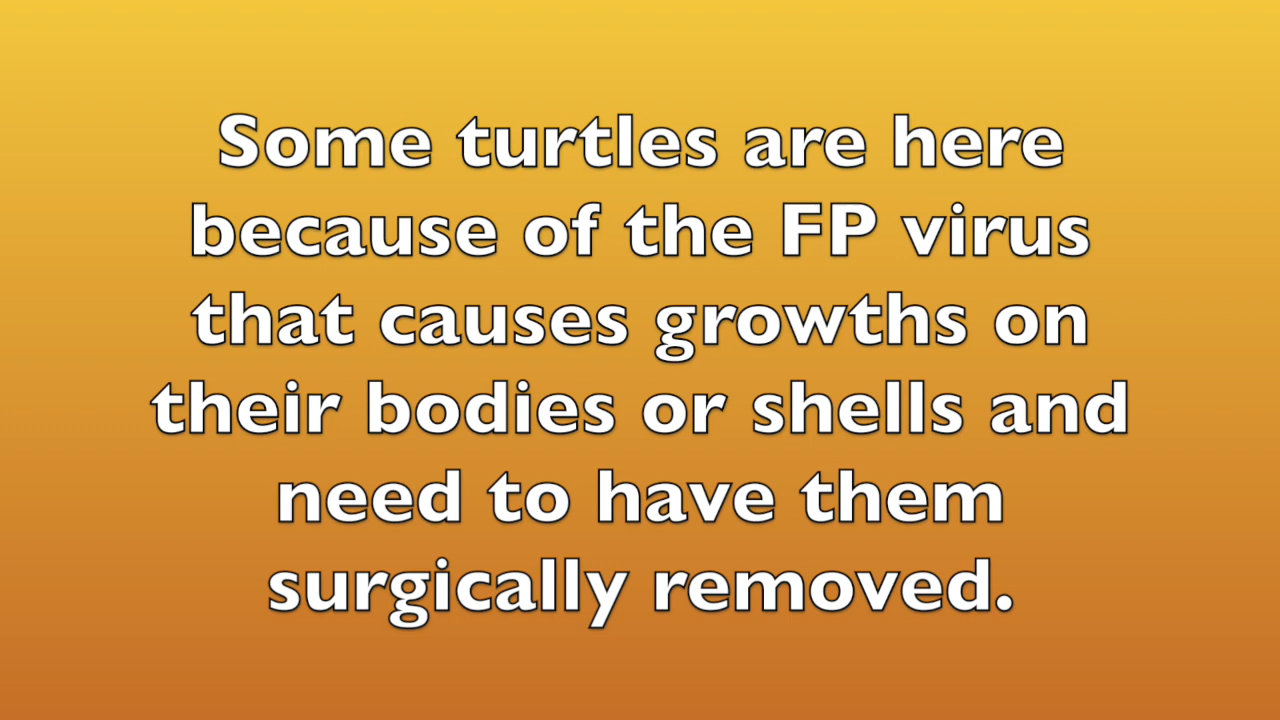 Some turtles are here
because of the FP virus
that causes growths on
their bodies or shells and
need to have them
surgically removed.